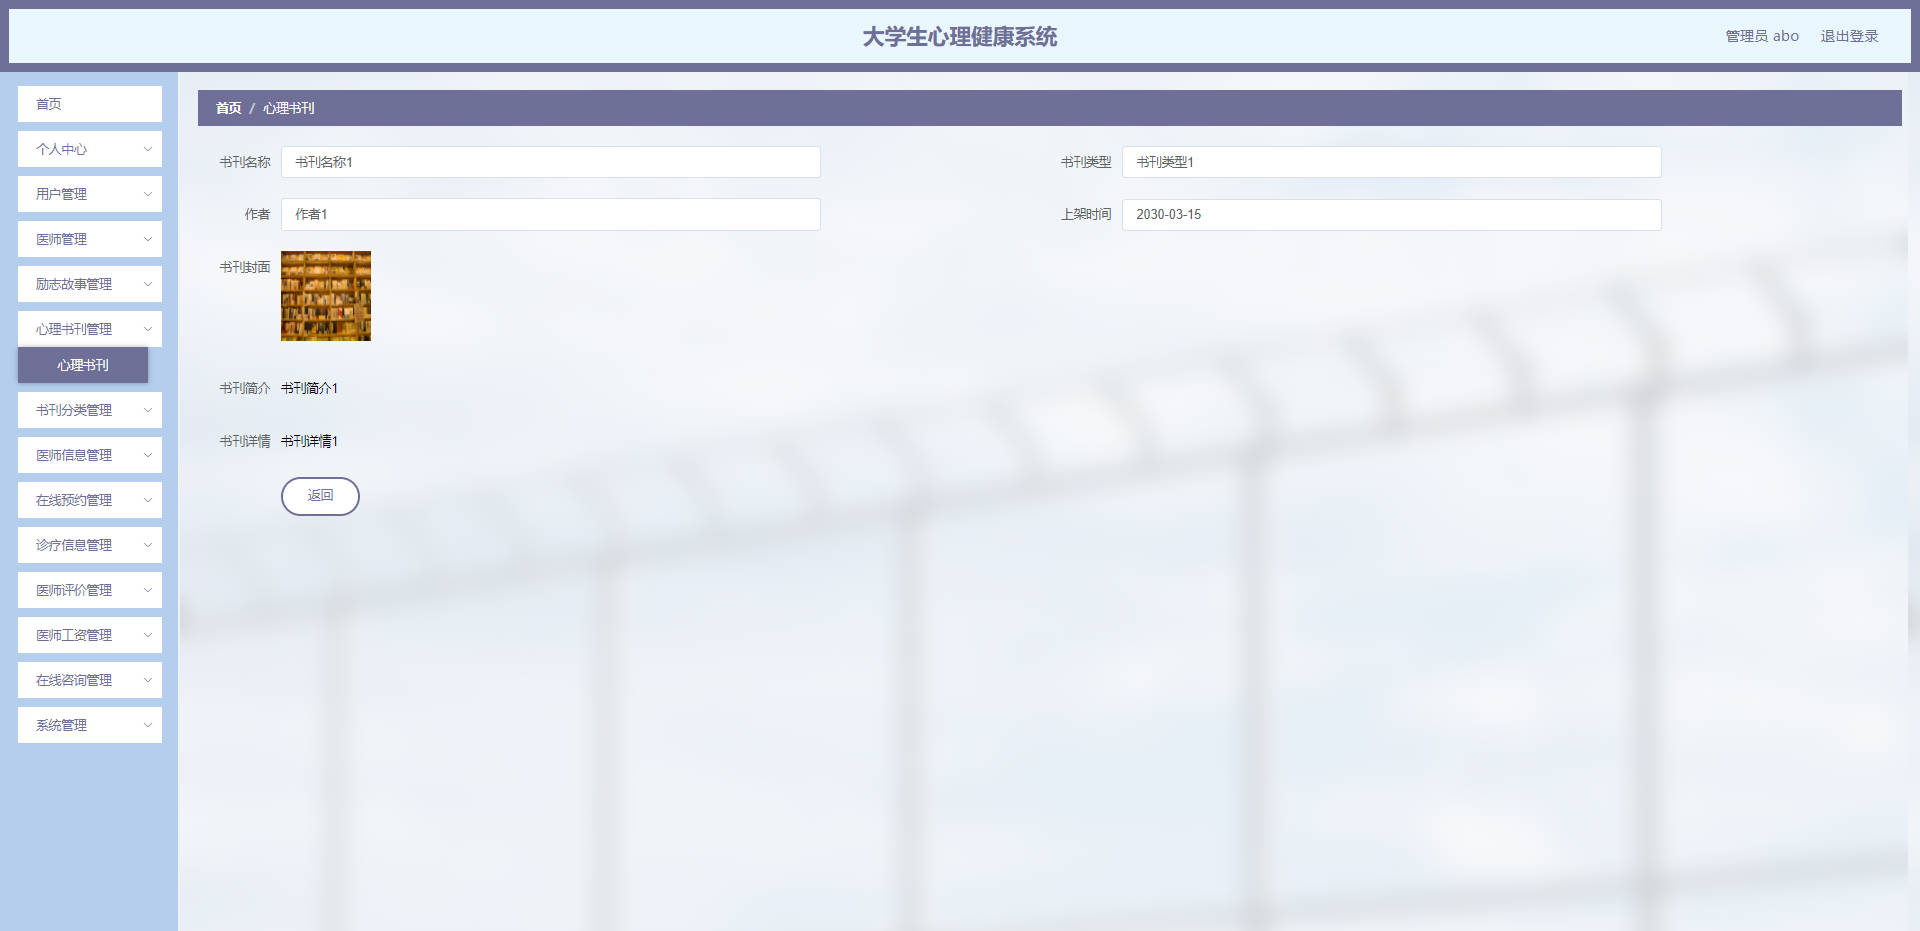 大学生心理健康系统
管理员 abo 退出登录
首页
个人中心
用户管理
医师管理
励志故事管理
心理书刊管理
心理书刊
书刊分类管理
医师信息管理
在线预约管理
诊疗信息管理
医师评价管理
医师工资管理
在线咨询管理
系统管理
首页 / 心理书刊
书刊名称 书刊名称1 书刊类型 书刊类型1
作者 作者1 上架时间 2030-03-15
书刊封面
书刊简介 书刊简介1
书刊详情 书刊详情1
返回